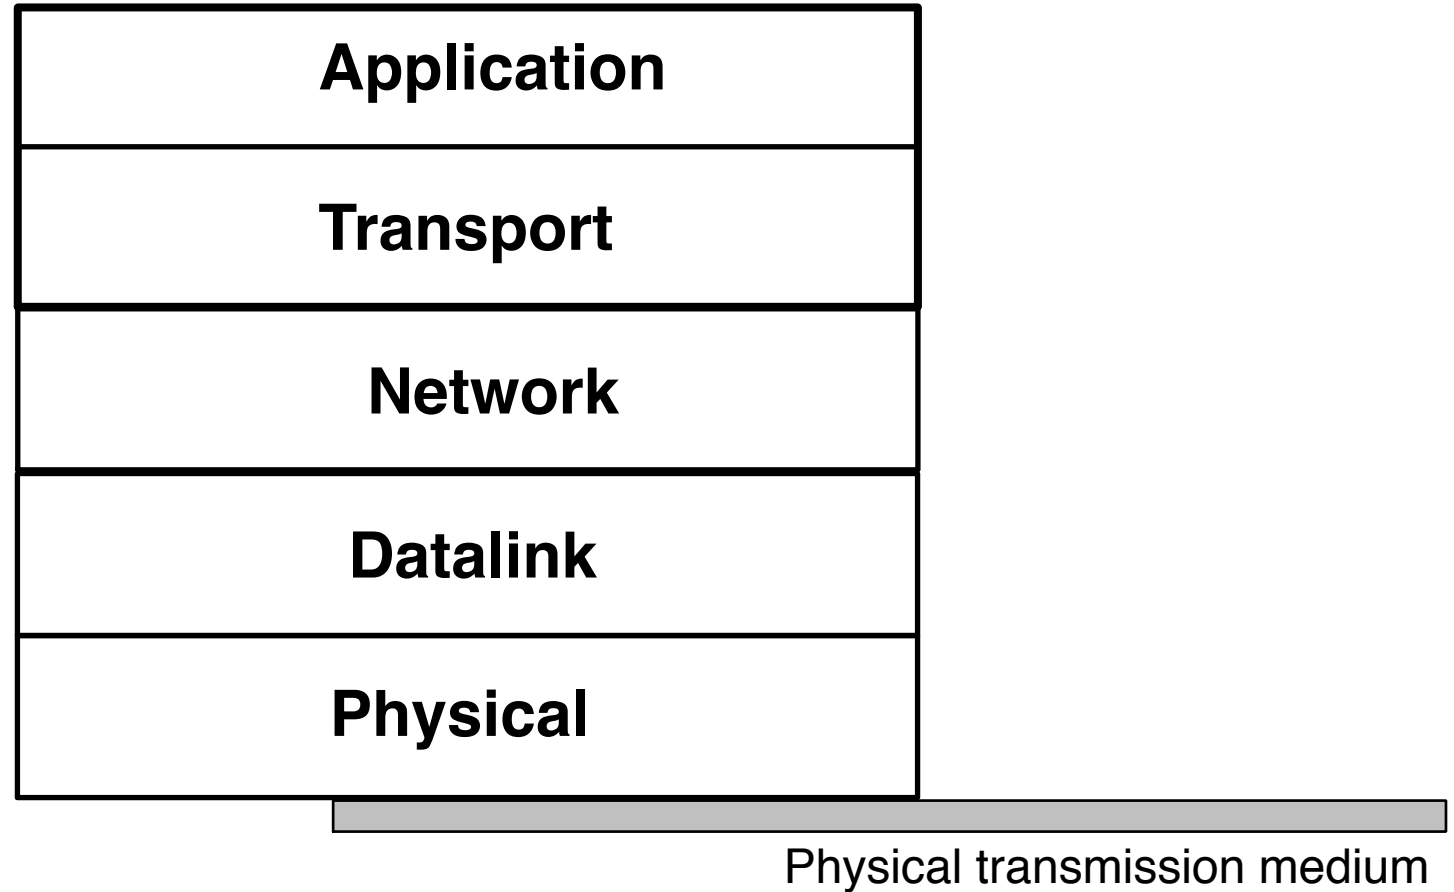 Application
Transport
Network
Datalink
Physical
Physical transmission medium